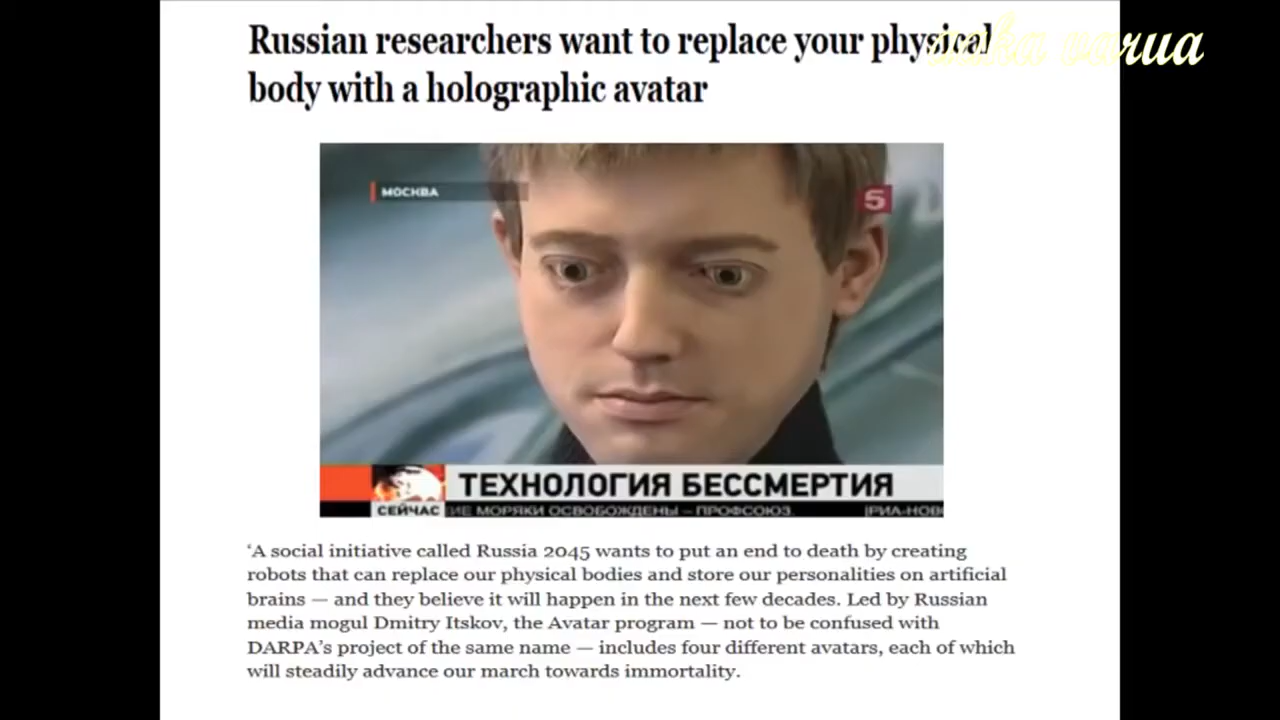 Russian researchers want to replace your physical
body with a holographic avatar
varua
МОСКВА
5
ТЕХНОЛОГИЯ БЕССМЕРТИЯ
СЕЙЧАС
ИЕ МОРЯКИ ОСВОБОЖДЕНЫ – ПРОФСОЮЗ. (РИА-НОВО
‘A social initiative called Russia 2045 wants to put an end to death by creating
robots that can replace our physical bodies and store our personalities on artificial
brains — and they believe it will happen in the next few decades. Led by Russian
media mogul Dmitry Itskov, the Avatar program — not to be confused with
DARPA’s project of the same name — includes four different avatars, each of which
will steadily advance our march towards immortality.